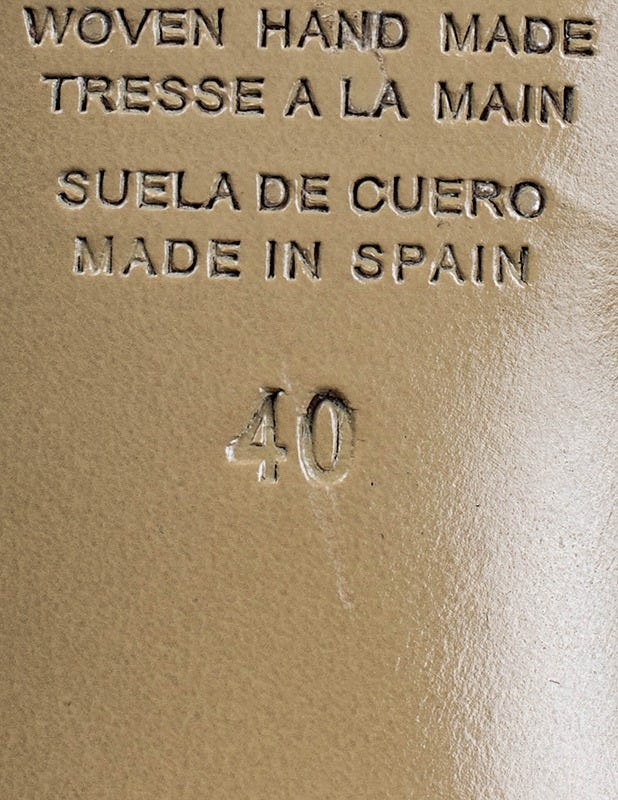 WOVEN HAND MADE
TRESSE A LA MAIN
SUELA DE CUERO
MADE IN SPAIN
40